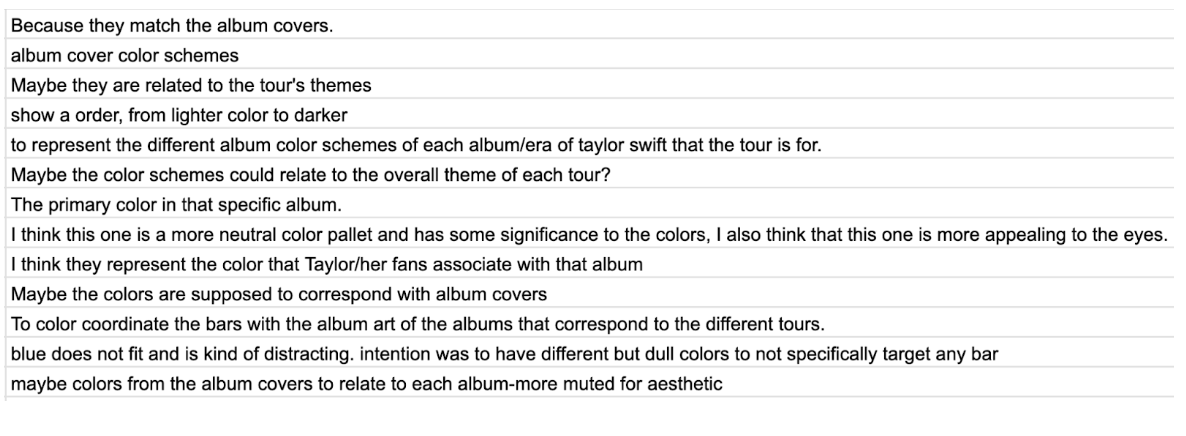 Because they match the album covers.
album cover color schemes
Maybe they are related to the tour's themes
show a order, from lighter color to darker
to represent the different album color schemes of each album/era of taylor swift that the tour is for.
Maybe the color schemes could relate to the overall theme of each tour?
The primary color in that specific album.
I think this one is a more neutral color pallet and has some significance to the colors, I also think that this one is more appealing to the eyes.
I think they represent the color that Taylor/her fans associate with that album
Maybe the colors are supposed to correspond with album covers
To color coordinate the bars with the album art of the albums that correspond to the different tours.
blue does not fit and is kind of distracting. intention was to have different but dull colors to not specifically target any bar
maybe colors from the album covers to relate to each album-more muted for aesthetic